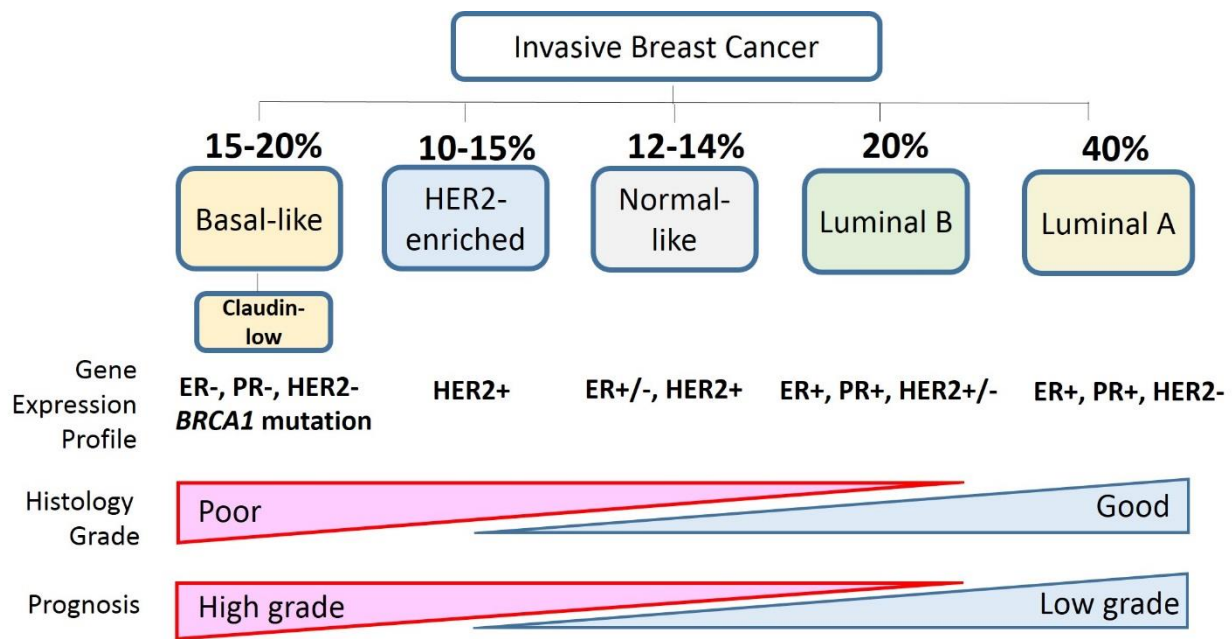 Invasive Breast Cancer
15-20% 10-15% 12-14% 20% 40%
Basal-like
HER2-
enriched
Normal-
like
Luminal B
Luminal A
Claudin-
low
Gene
Expression
Profile
ER-, PR-, HER2-
BRCA1 mutation
HER2+
ER+/-, HER2+
ER+, PR+, HER2+/-
ER+, PR+, HER2-
Histology
Grade
Poor
Good
Prognosis
High grade
Low grade